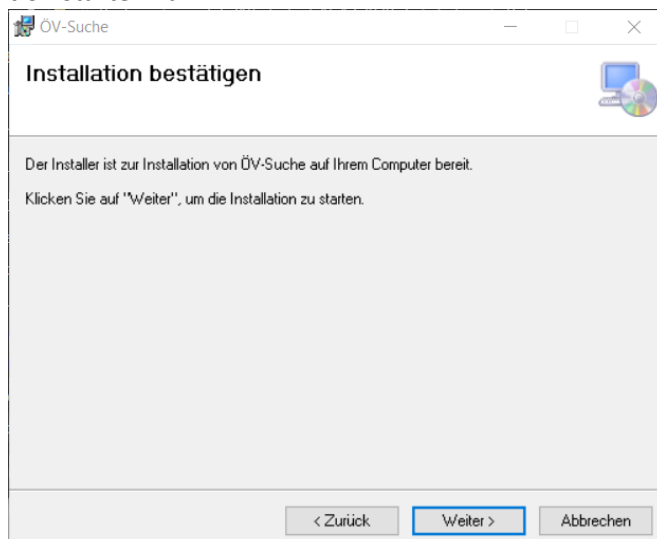 ÖV-Suche
Installation bestätigen
Der Installer ist zur Installation von ÖV-Suche auf Ihrem Computer bereit.
Klicken Sie auf "Weiter", um die Installation zu starten.
< Zurück
Weiter >
Abbrechen